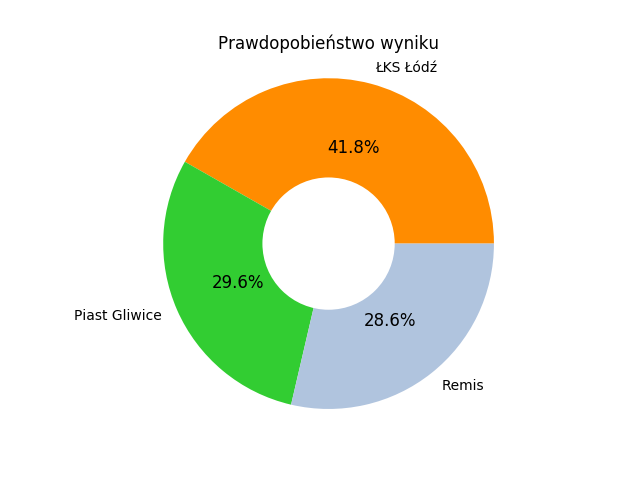 Prawdopobieństwo wyniku
ŁKS Łódź
41.8%
29.6%
Piast Gliwice
28.6%
Remis